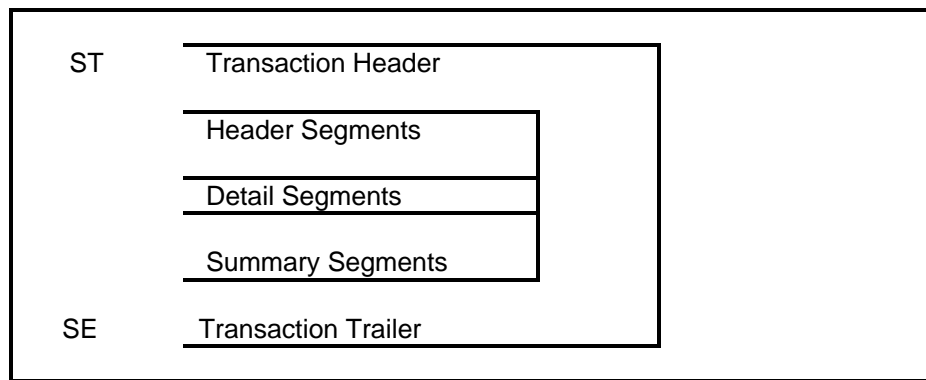 ST Transaction Header
Header Segments
Detail Segments
Summary Segments
SE Transaction Trailer